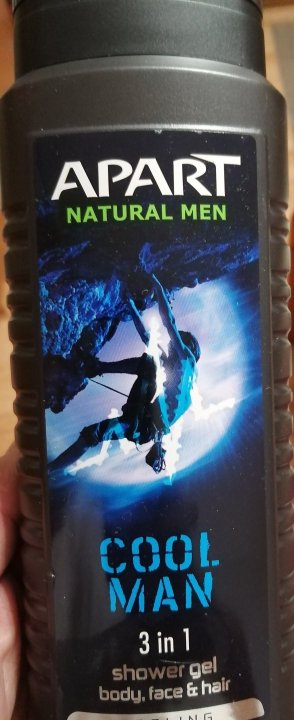 APART
NATURAL MEN
COOL
MAN
3 in 1
shower gel
body, face & hair